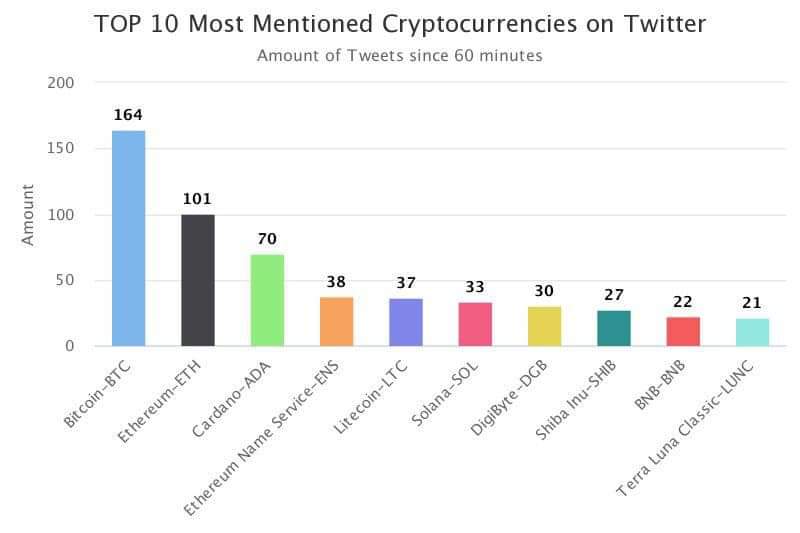 TOP 10 Most Mentioned Cryptocurrencies on Twitter
Amount of Tweets since 60 minutes
Amount
200
150
100
50
0
164
101
70
38
37
33
30
27
22
21
Bitcoin-BTC
Ethereum-ETH
Cardano-ADA
Ethereum Name Service-ENS
Litecoin-LTC
Solana-SOL
DigiByte-DGB
Shiba Inu-SHIB
BNB-BNB
Terra Luna Classic-LUNC